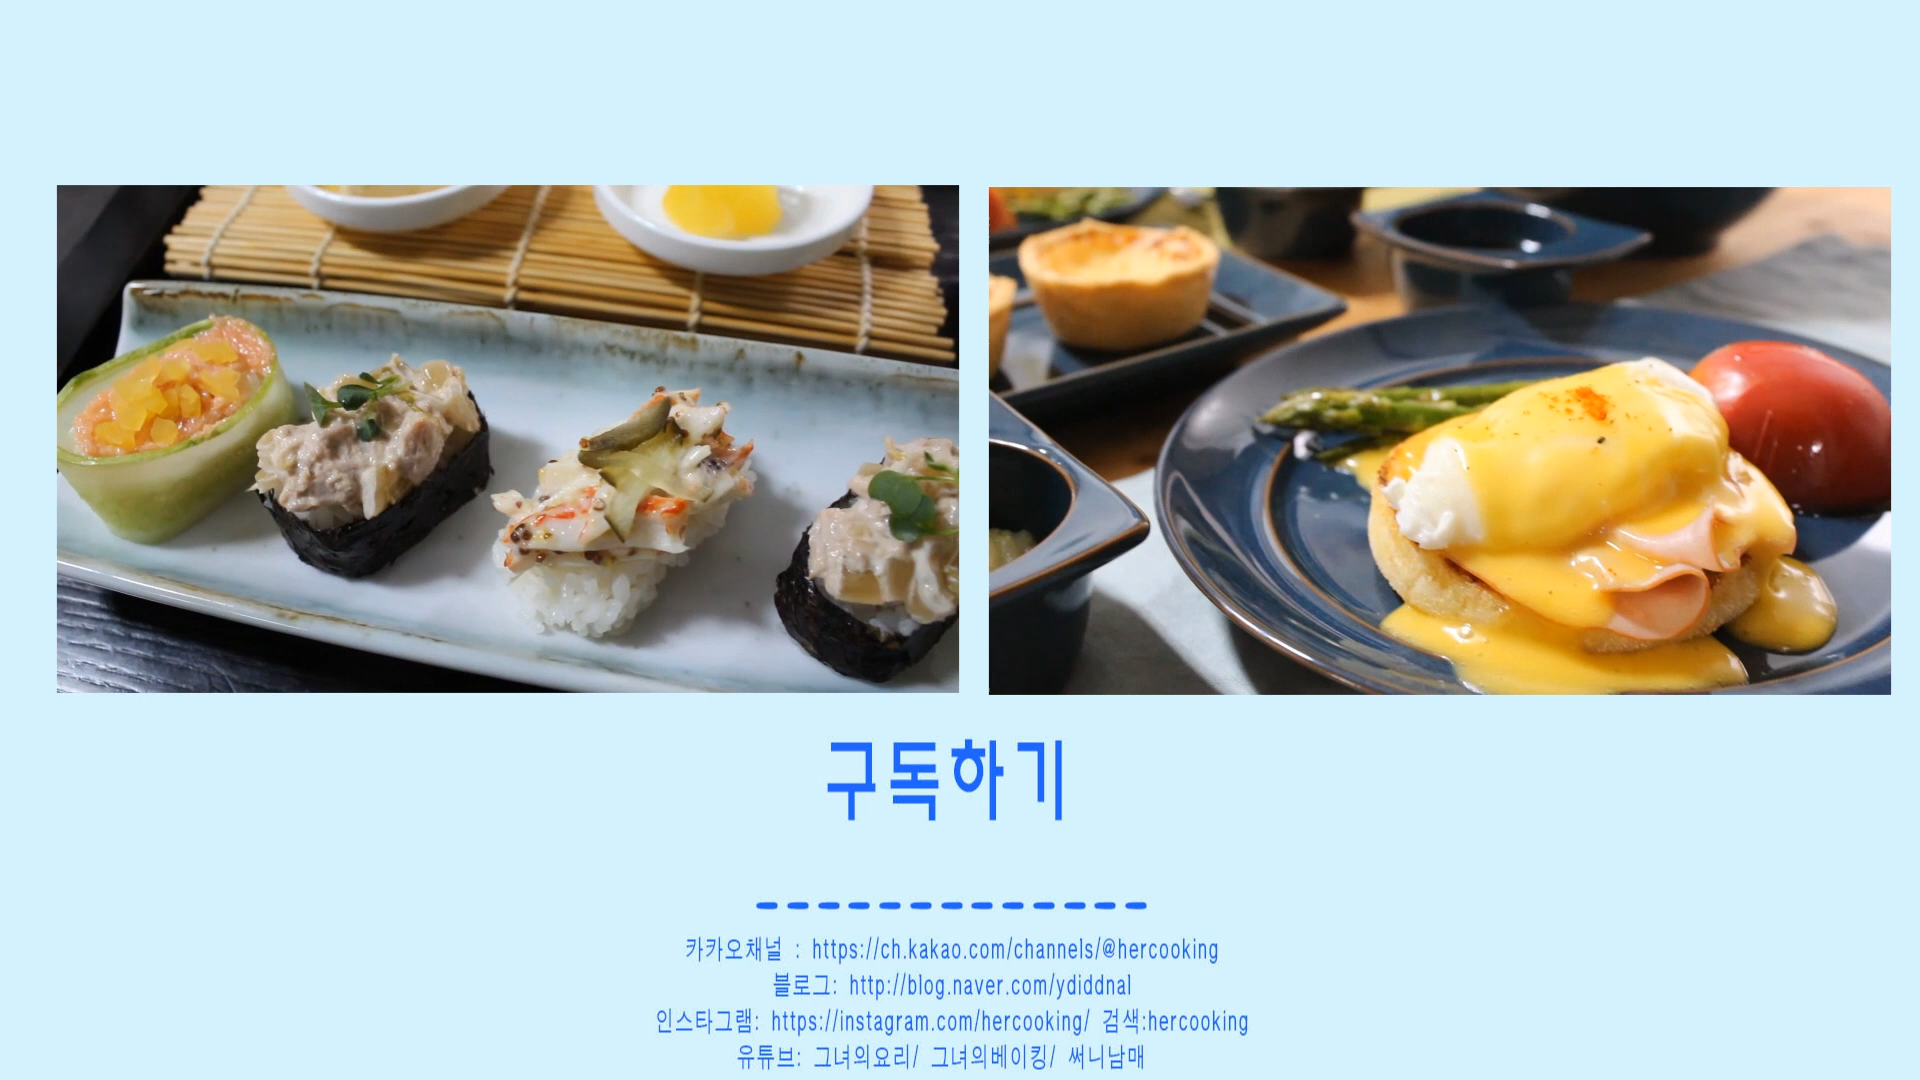 구독하기
카카오채널 : https://ch.kakao.com/channels/@hercooking
블로그: http://blog.naver.com/ydiddnal
인스타그램: https://instagram.com/hercooking/ 검색:hercooking
유튜브: 그녀의요리/ 그녀의베이킹/ 써니남매